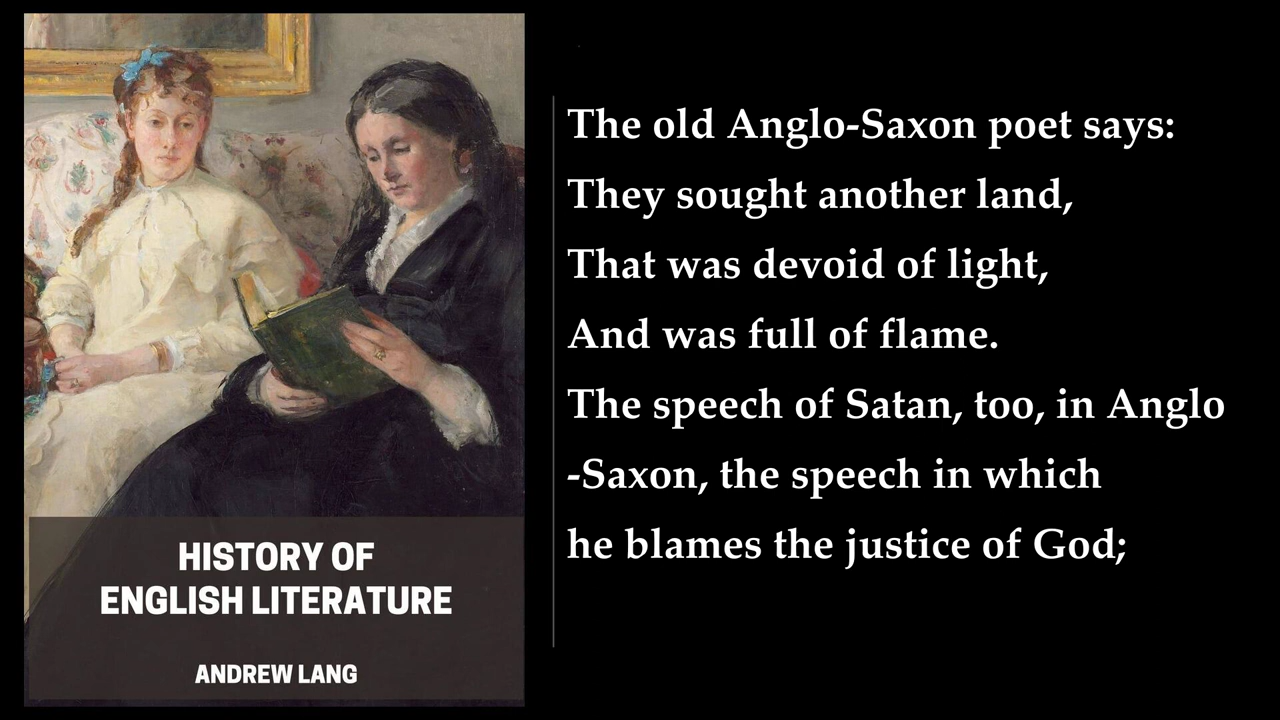 HISTORY OF
ENGLISH LITERATURE
ANDREW LANG
The old Anglo-Saxon poet says:
They sought another land,
That was devoid of light,
And was full of flame.
The speech of Satan, too, in Anglo
-Saxon, the speech in which
he blames the justice of God;